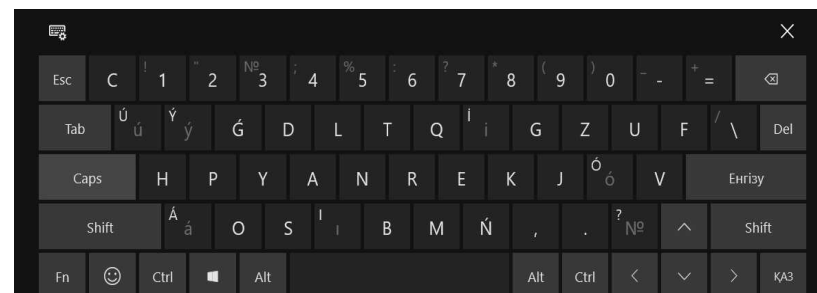 Esc C ! 1 " 2 № 3 ; 4 % 5 : 6 ? 7 * 8 ( 9 ) 0 _ - + =
Tab Ú ú Ý ý Ǵ D L T Q İ i G Z U F / \ Del
Caps H P Y A N R E K J Ó ó V Енгізу
Shift Á á O S I ı B M Ń , . ? № Shift
Fn Ctrl Alt Alt Ctrl ҚАЗ